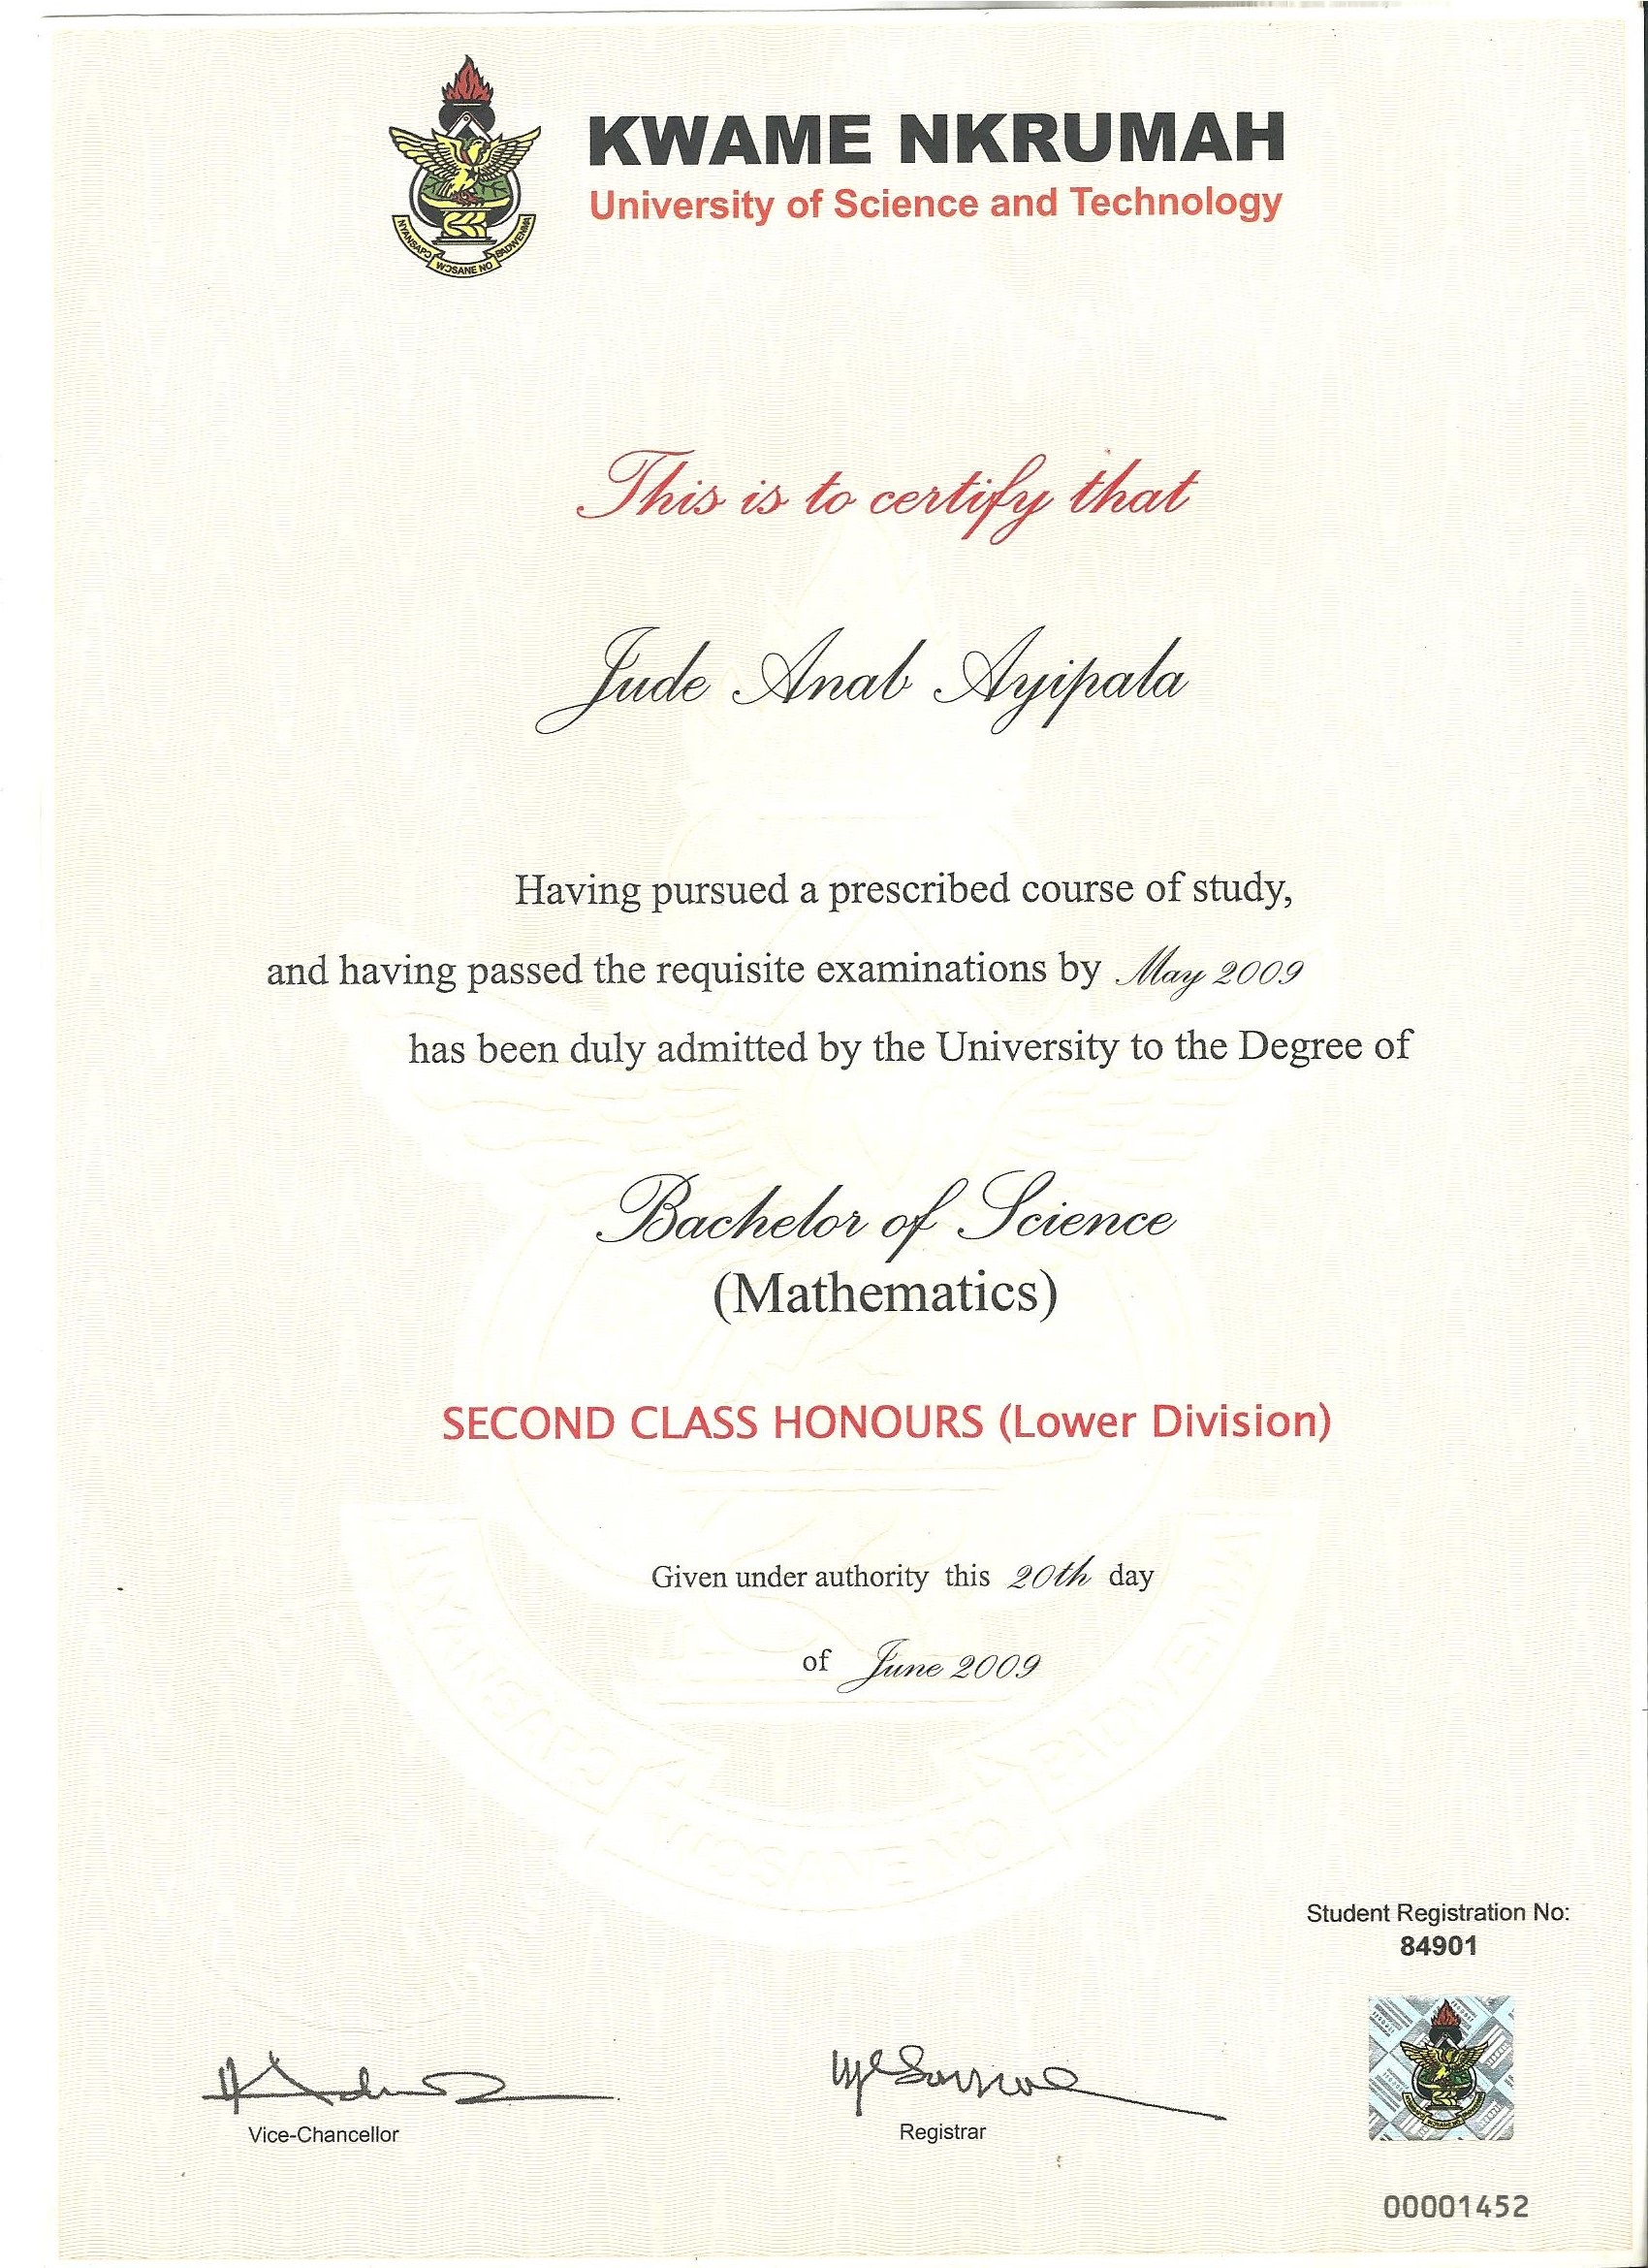 KWAME NKRUMAH
University of Science and Technology
NYANSAPƆ WƆSANE NO BADWENMA
This is to certify that
Jude Anab Ayipala
Having pursued a prescribed course of study,
and having passed the requisite examinations by May 2009
has been duly admitted by the University to the Degree of
Bachelor of Science
(Mathematics)
SECOND CLASS HONOURS (Lower Division)
Given under authority this 20th day
of June 2009
Student Registration No:
84901
Vice-Chancellor
Registrar
00001452